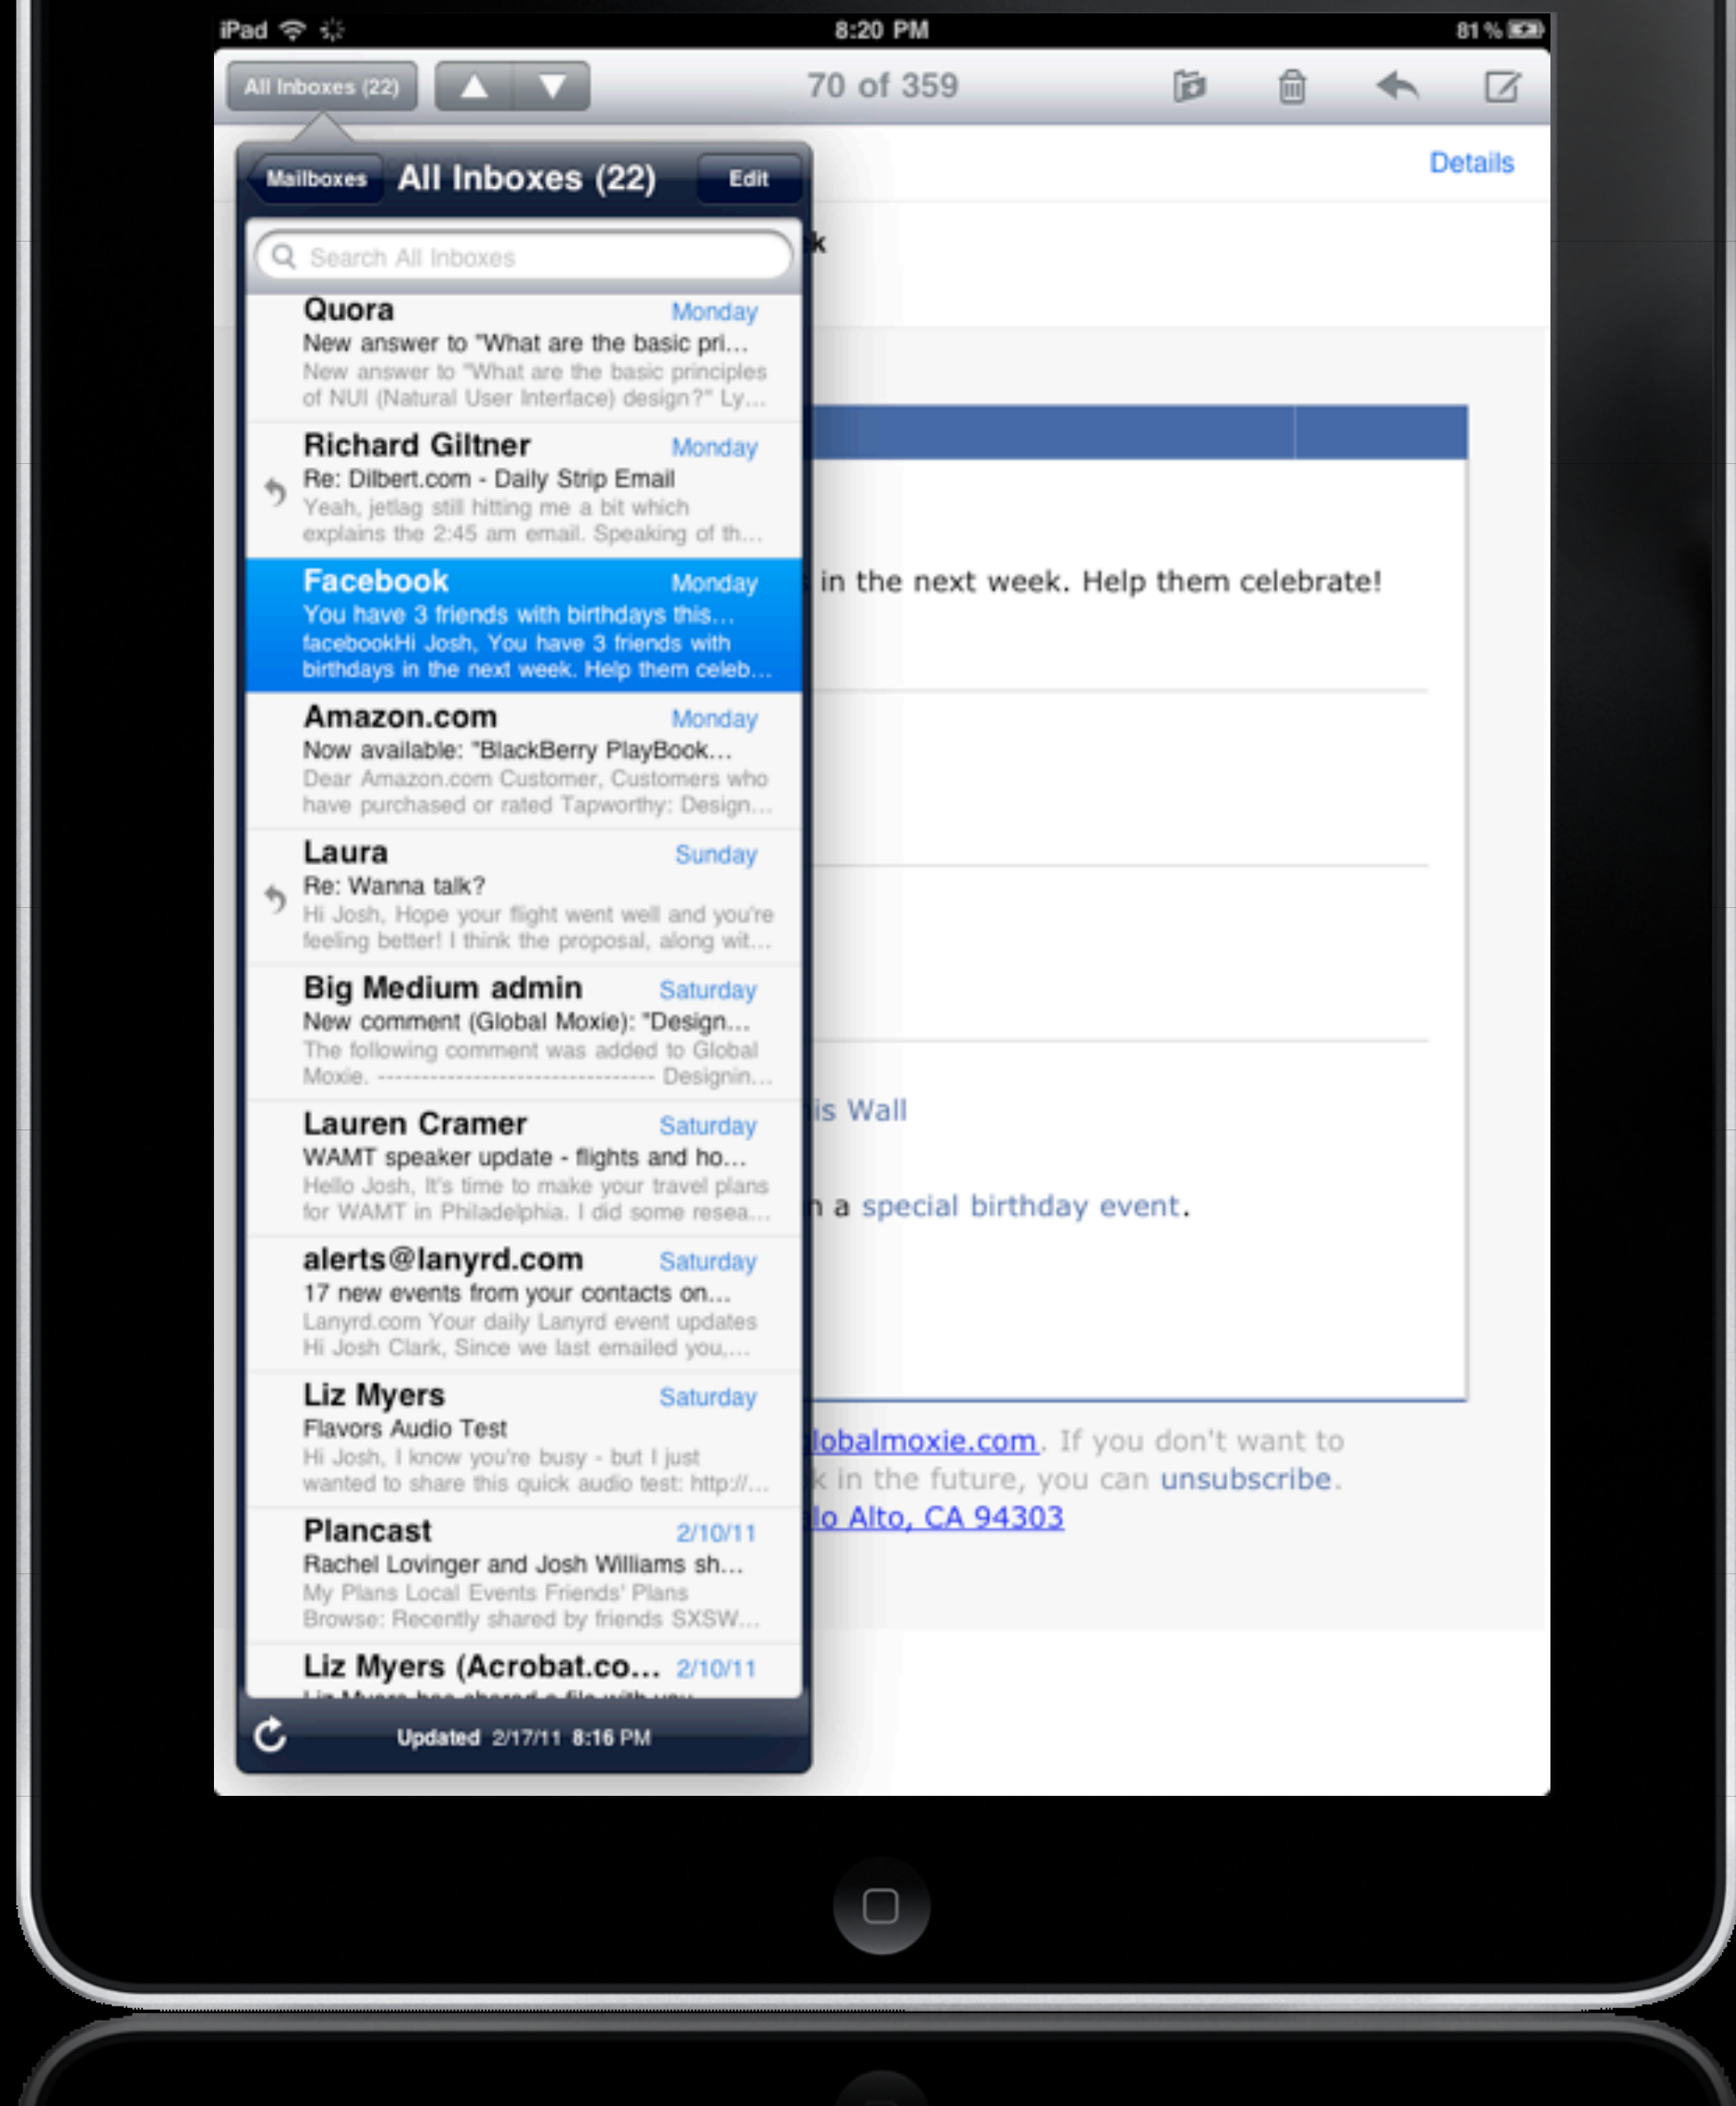 iPad
8:20 PM
81%
All Inboxes (22)
70 of 359
Details
Mailboxes
All Inboxes (22)
Edit
Search All Inboxes
Quora Monday
New answer to "What are the basic pri...
New answer to "What are the basic principles
of NUI (Natural User Interface) design?" Ly...
Richard Giltner Monday
Re: Dilbert.com - Daily Strip Email
Yeah, jetlag still hitting me a bit which
explains the 2:45 am email. Speaking of th...
Facebook Monday
You have 3 friends with birthdays this...
facebookHi Josh, You have 3 friends with
birthdays in the next week. Help them celeb...
Amazon.com Monday
Now available: "BlackBerry PlayBook...
Dear Amazon.com Customer, Customers who
have purchased or rated Tapworthy: Design...
Laura Sunday
Re: Wanna talk?
Hi Josh, Hope your flight went well and you're
feeling better! I think the proposal, along wit...
Big Medium admin Saturday
New comment (Global Moxie): "Design...
The following comment was added to Global
Moxie. -------------------------------- Designin...
Lauren Cramer Saturday
WAMT speaker update - flights and ho...
Hello Josh, It's time to make your travel plans
for WAMT in Philadelphia. I did some resea...
alerts@lanyrd.com Saturday
17 new events from your contacts on...
Lanyrd.com Your daily Lanyrd event updates
Hi Josh Clark, Since we last emailed you,...
Liz Myers Saturday
Flavors Audio Test
Hi Josh, I know you're busy - but I just
wanted to share this quick audio test: http://...
Plancast 2/10/11
Rachel Lovinger and Josh Williams sh...
My Plans Local Events Friends' Plans
Browse: Recently shared by friends SXSW...
Liz Myers (Acrobat.co... 2/10/11
Liz Myers has shared a file with you
Updated 2/17/11 8:16 PM
k
in the next week. Help them celebrate!
is Wall
n a special birthday event.
lobalmoxie.com. If you don't want to
k in the future, you can unsubscribe.
lo Alto, CA 94303